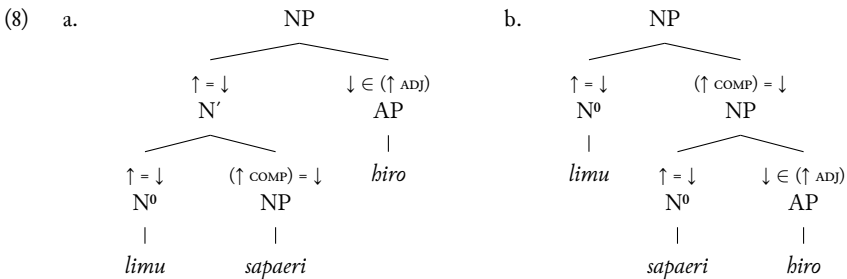 (8) a. NP b. NP
↑ = ↓ ↓ ∈ (↑ ADJ) ↑ = ↓ (↑ COMP) = ↓
N′ AP N⁰ NP
↑ = ↓ (↑ COMP) = ↓ hiro limu ↑ = ↓ ↓ ∈ (↑ ADJ)
N⁰ NP N⁰ AP
limu sapaeri sapaeri hiro